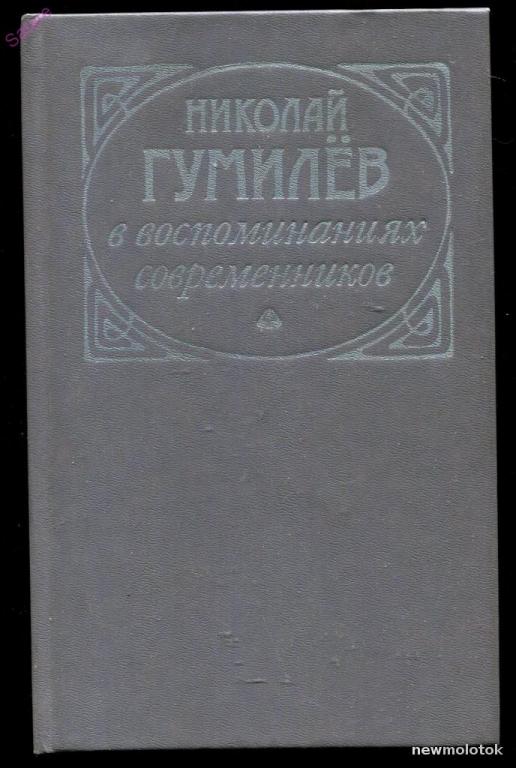 НИКОЛАЙ
ГУМИЛЁВ
в воспоминаниях
современников
newmolotok